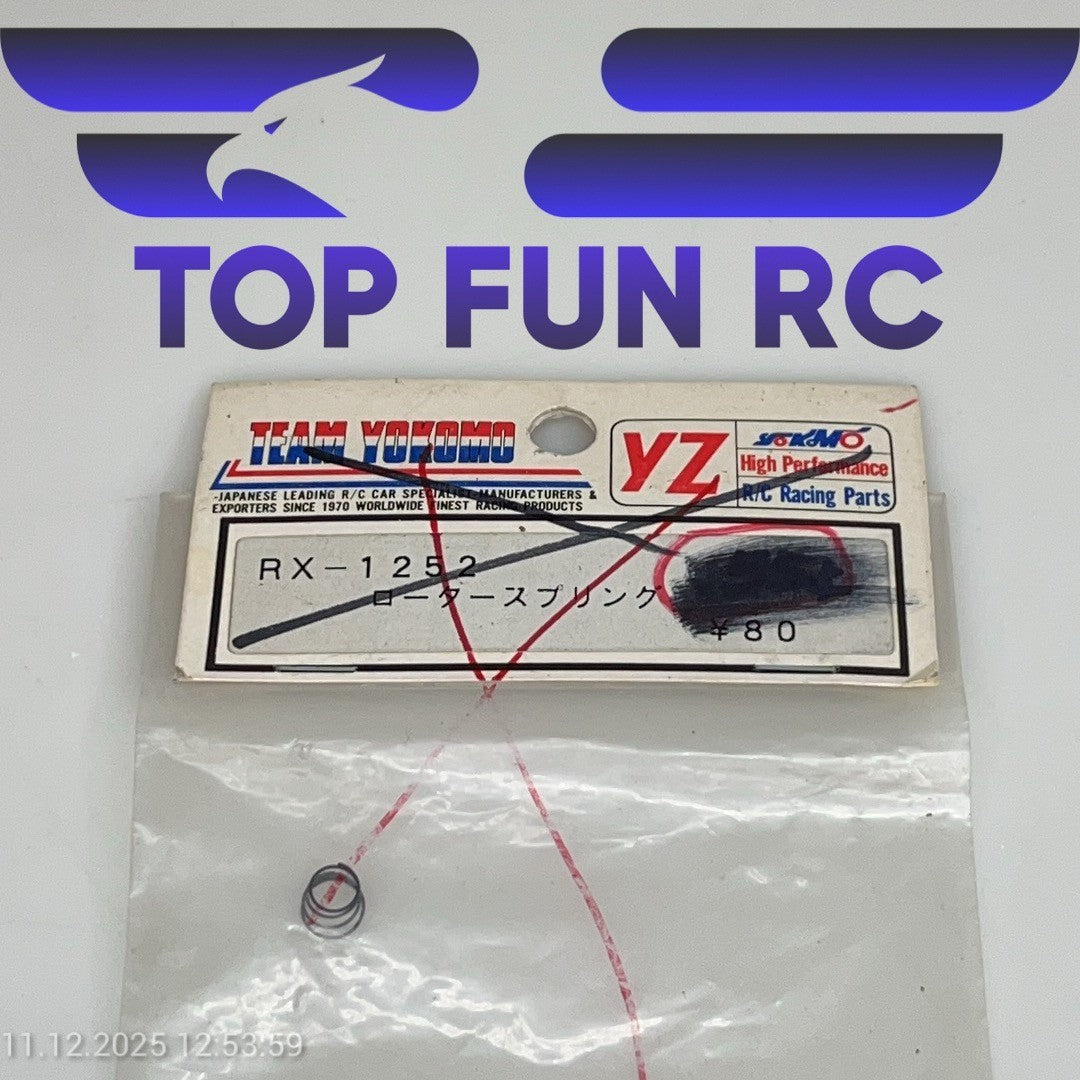 TOP FUN RC
TEAM YOKOMO
-JAPANESE LEADING R/C CAR SPECIALIST MANUFACTURERS &
EXPORTERS SINCE 1970 WORLDWIDE FINEST RACING PRODUCTS
YZ
YOKOMO
High Performance
R/C Racing Parts
RX-1252
ロータースプリング
¥80
11.12.2025 12:53:59